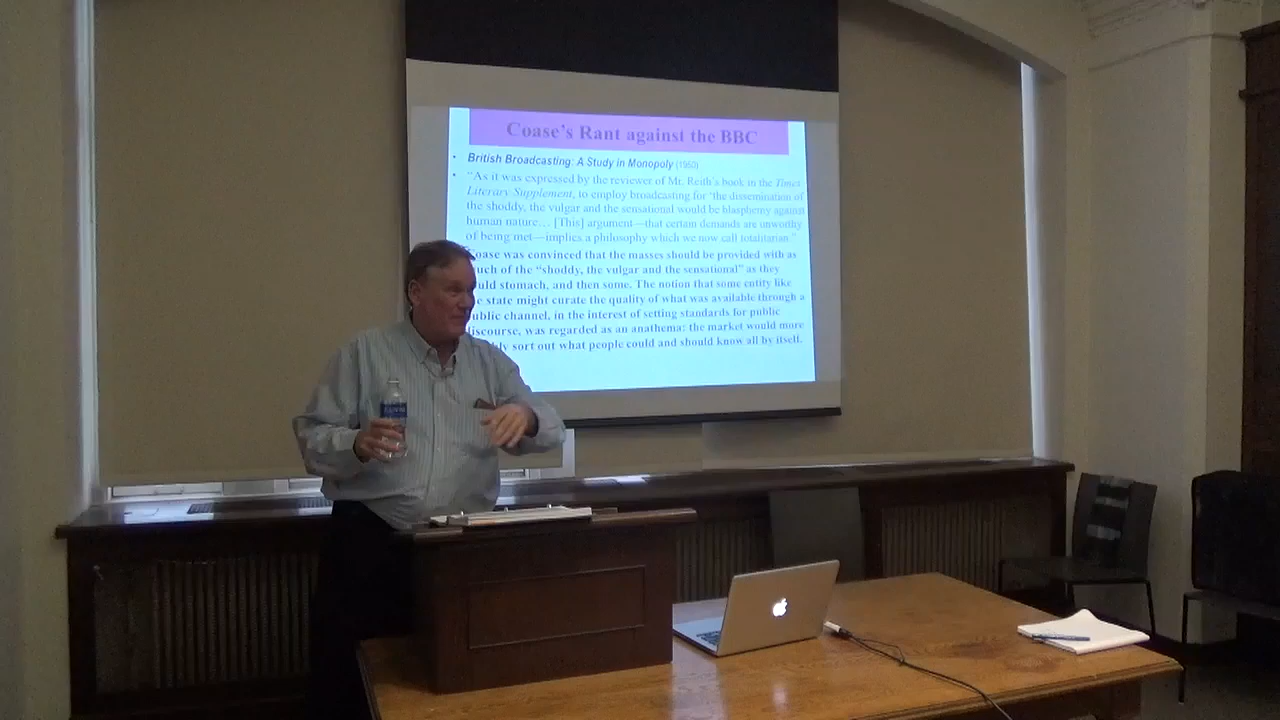 Coase's Rant against the BBC
• British Broadcasting: A Study in Monopoly (1950)
• "As it was expressed by the reviewer of Mr. Reith's book in the Times
Literary Supplement, to employ broadcasting for 'the dissemination of
the shoddy, the vulgar and the sensational would be blasphemy against
human nature… [This] argument—that certain demands are unworthy
of being met—implies a philosophy which we now call totalitarian."
oase was convinced that the masses should be provided with as
uch of the "shoddy, the vulgar and the sensational" as they
uld stomach, and then some. The notion that some entity like
e state might curate the quality of what was available through a
ublic channel, in the interest of setting standards for public
iscourse, was regarded as an anathema: the market would more
bly sort out what people could and should know all by itself.